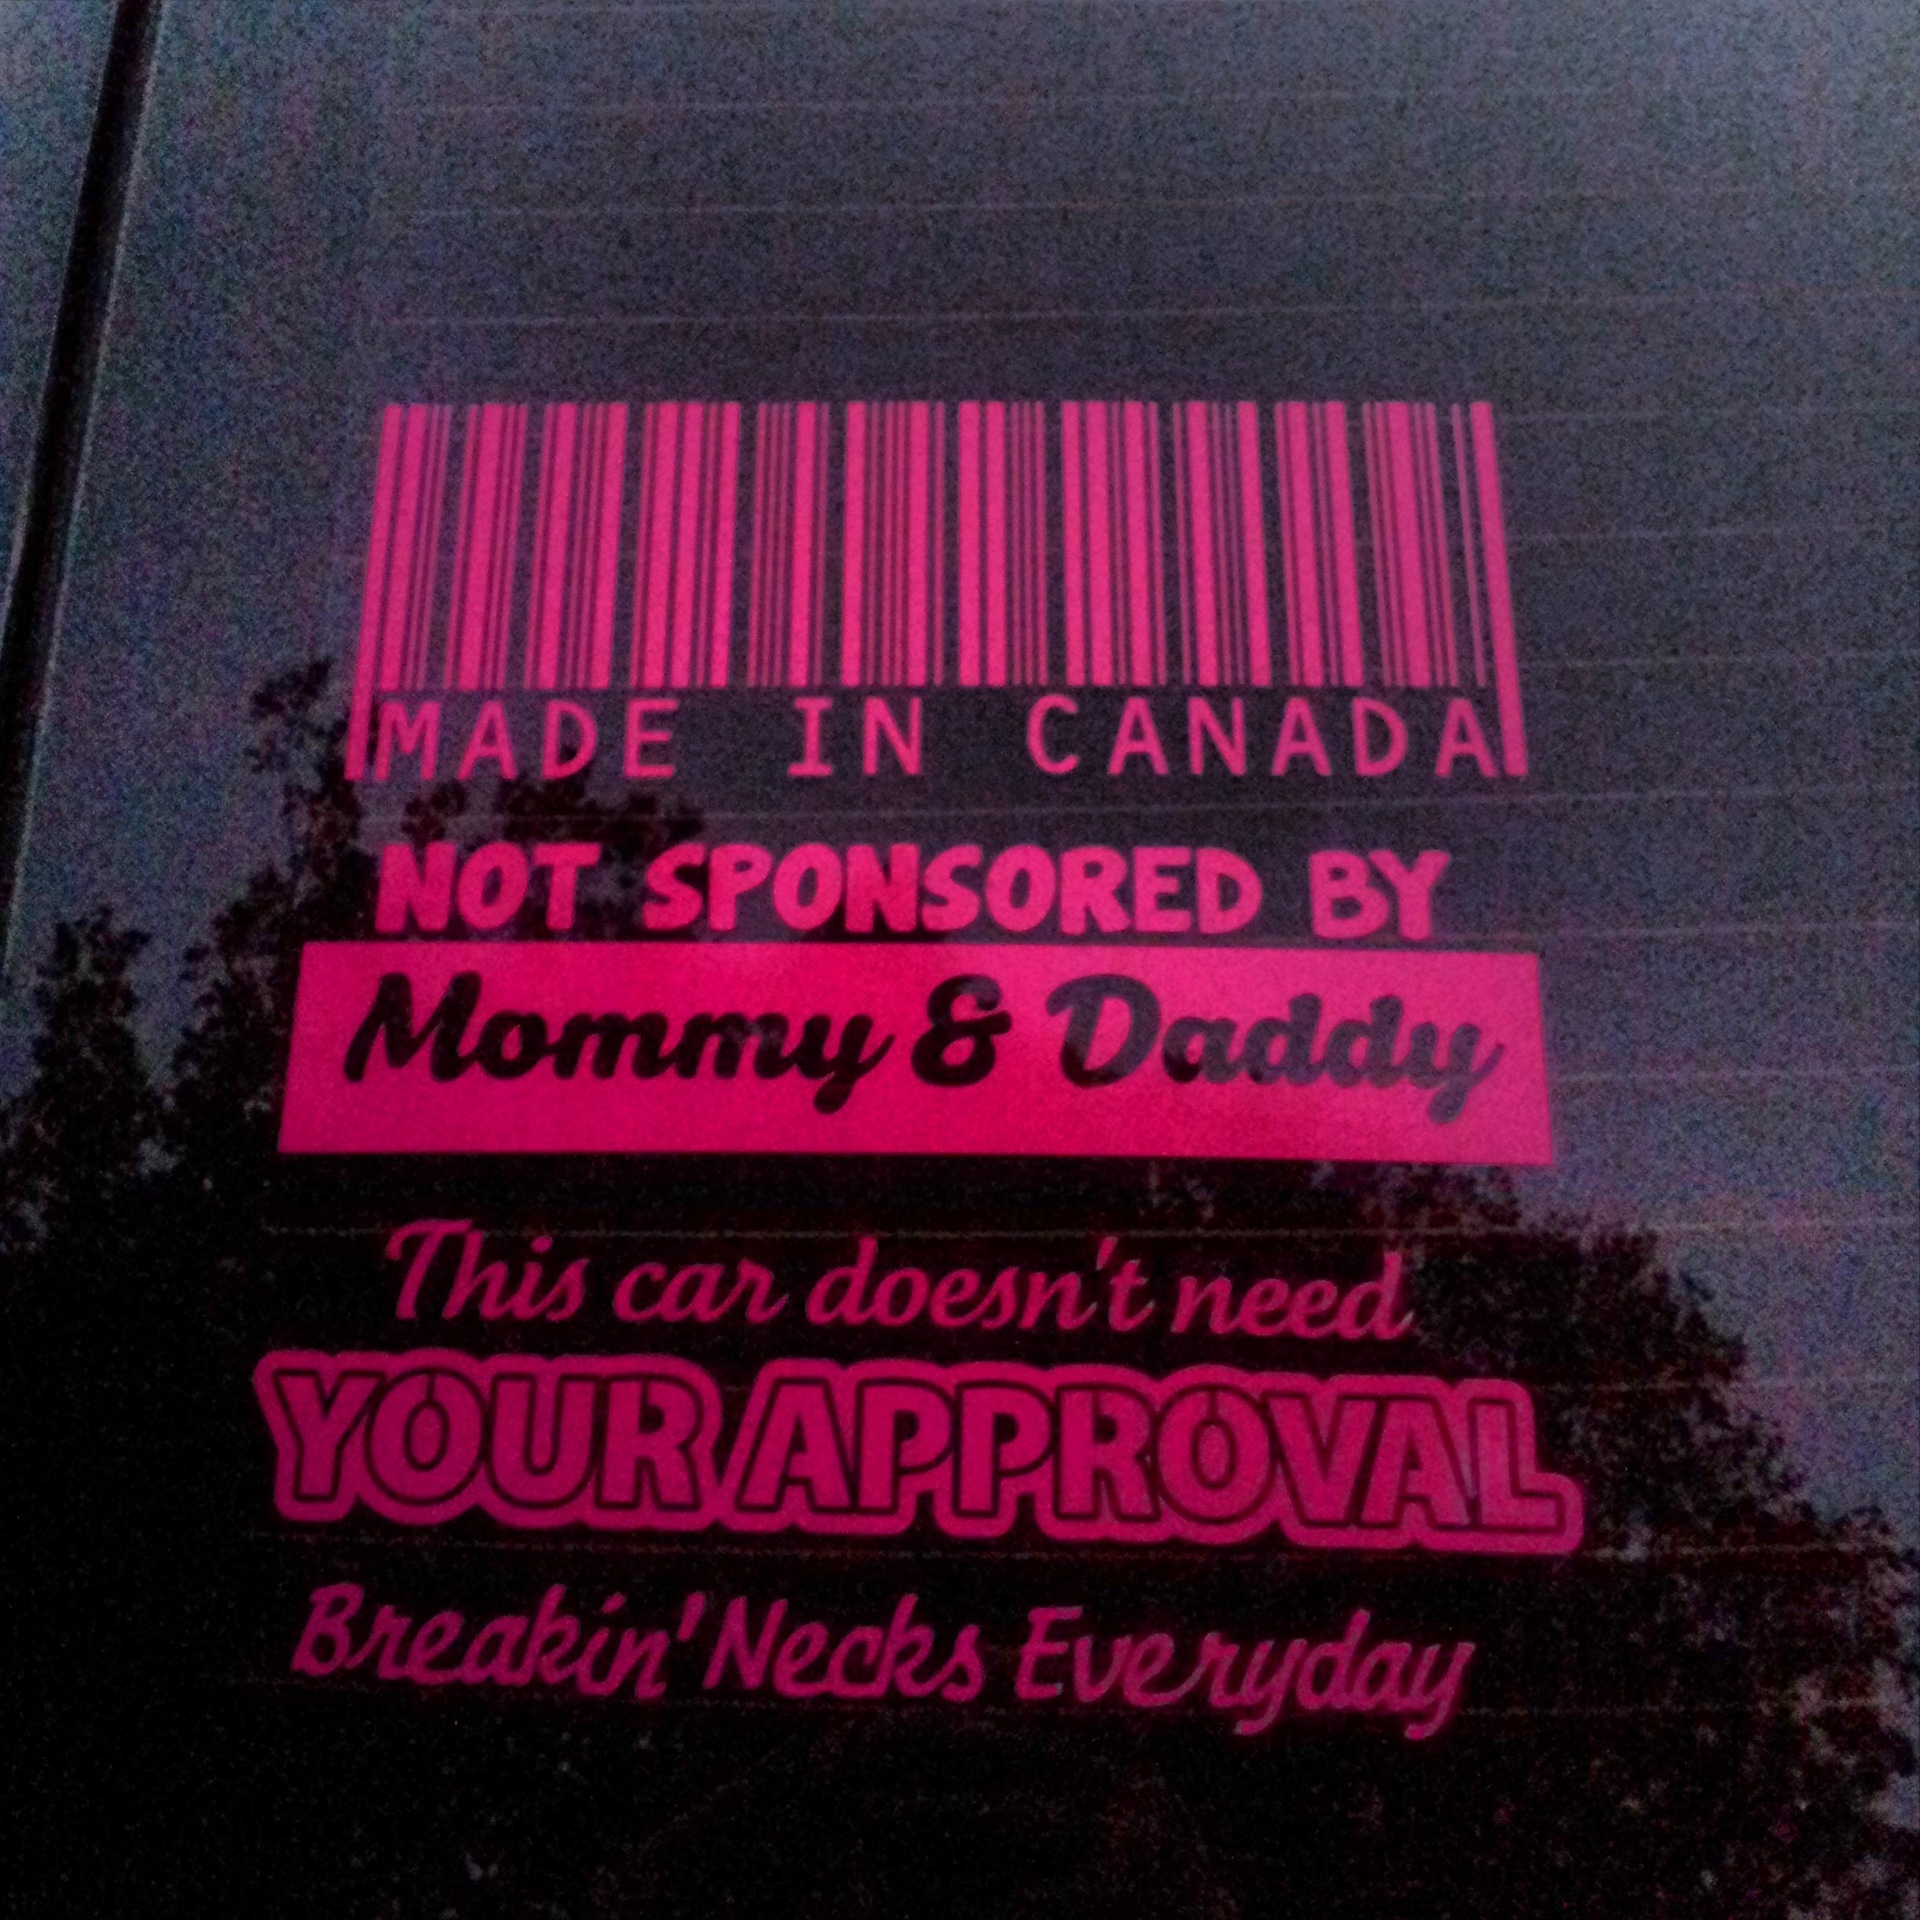 MADE IN CANADA
NOT SPONSORED BY
Mommy & Daddy
This car doesn't need
YOUR APPROVAL
Breakin' Necks Everyday